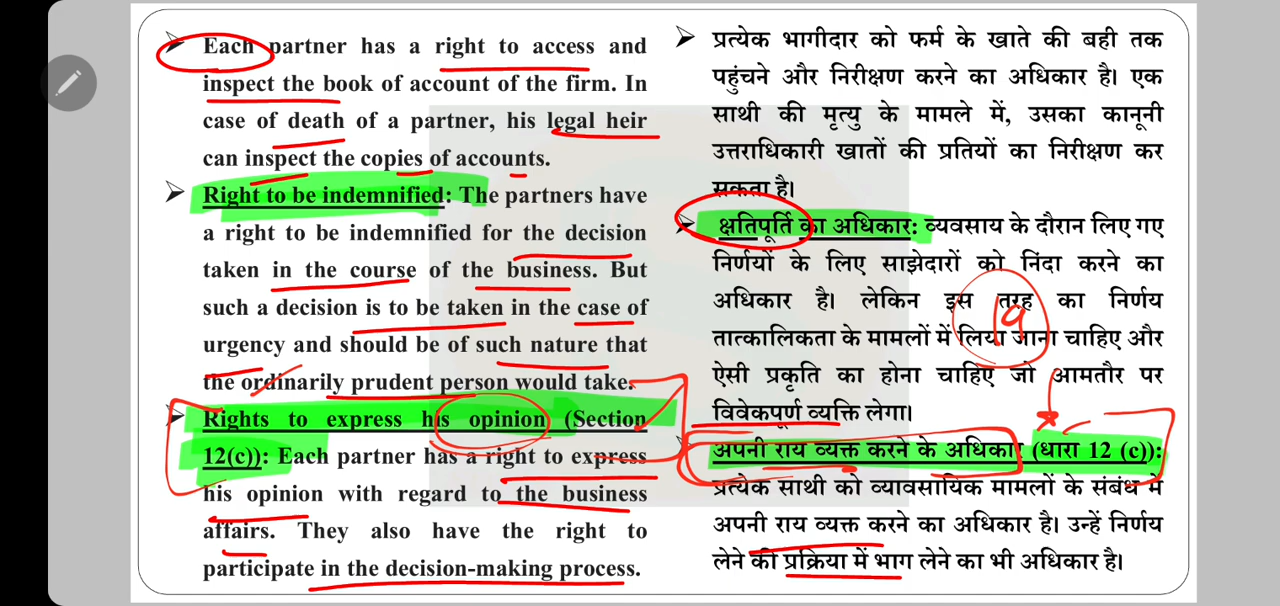 ➢ Each partner has a right to access and
inspect the book of account of the firm. In
case of death of a partner, his legal heir
can inspect the copies of accounts.
➢ Right to be indemnified: The partners have
a right to be indemnified for the decision
taken in the course of the business. But
such a decision is to be taken in the case of
urgency and should be of such nature that
the ordinarily prudent person would take.
➢ Rights to express his opinion (Section
12(c)): Each partner has a right to express
his opinion with regard to the business
affairs. They also have the right to
participate in the decision-making process.
➢ प्रत्येक भागीदार को फर्म के खाते की बही तक
पहुंचने और निरीक्षण करने का अधिकार है। एक
साथी की मृत्यु के मामले में, उसका कानूनी
उत्तराधिकारी खातों की प्रतियों का निरीक्षण कर
सकता है।
➢ क्षतिपूर्ति का अधिकार: व्यवसाय के दौरान लिए गए
निर्णयों के लिए साझेदारों को निंदा करने का
अधिकार है। लेकिन इस तरह का निर्णय
तात्कालिकता के मामलों में लिया जाना चाहिए और
ऐसी प्रकृति का होना चाहिए जो आमतौर पर
विवेकपूर्ण व्यक्ति लेगा।
➢ अपनी राय व्यक्त करने के अधिकार (धारा 12 (c)):
प्रत्येक साथी को व्यावसायिक मामलों के संबंध में
अपनी राय व्यक्त करने का अधिकार है। उन्हें निर्णय
लेने की प्रक्रिया में भाग लेने का भी अधिकार है।